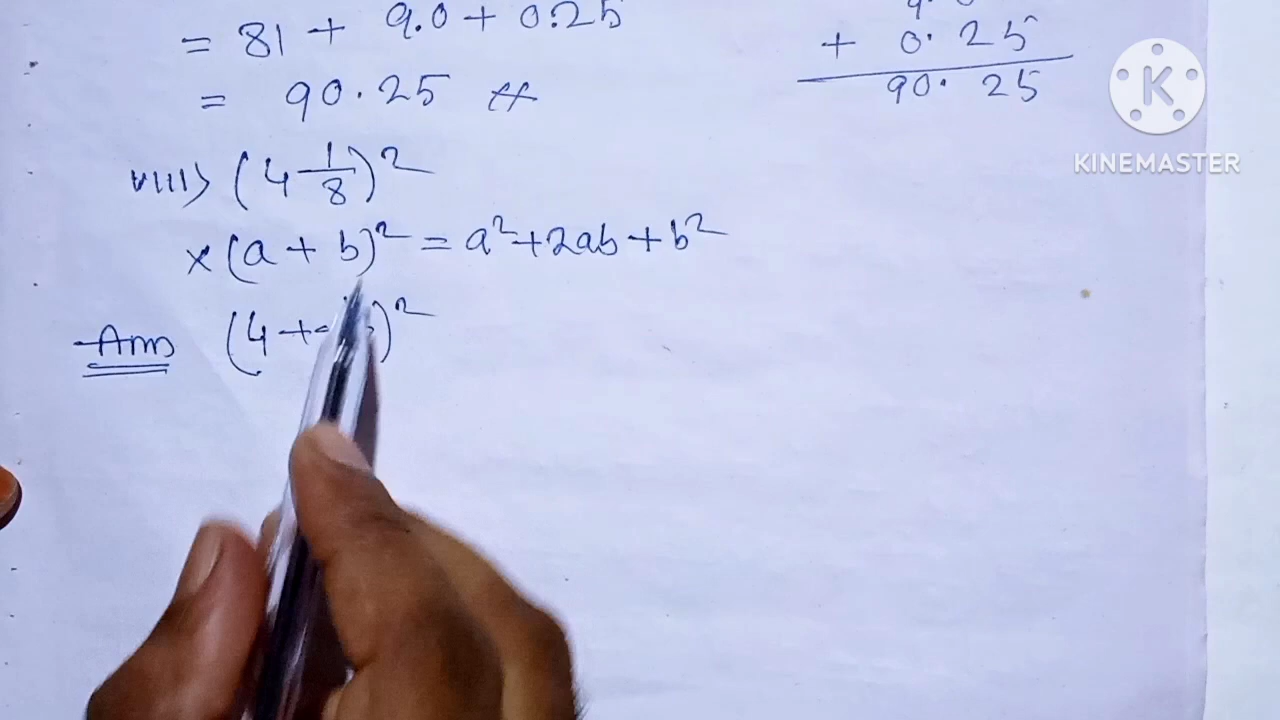 = 81 + 9.0 + 0.25
+ 0.25
= 90.25
90.25
KINEMASTER
viii> (4 1/8)²
× (a + b)² = a² + 2ab + b²
Ans (4 + )²